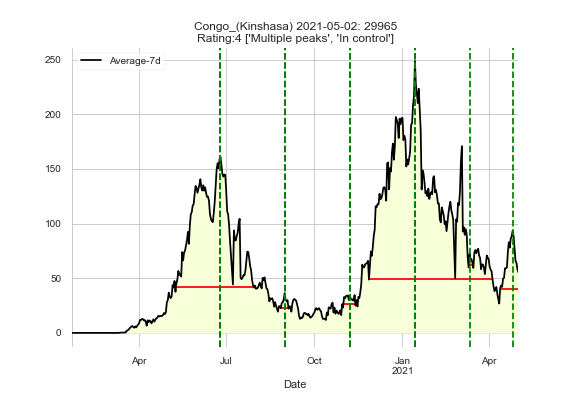 Congo_(Kinshasa) 2021-05-02: 29965
Rating:4 ['Multiple peaks', 'In control']
Average-7d
250
200
150
100
50
0
Apr
Jul
Oct
Jan
2021
Apr
Date